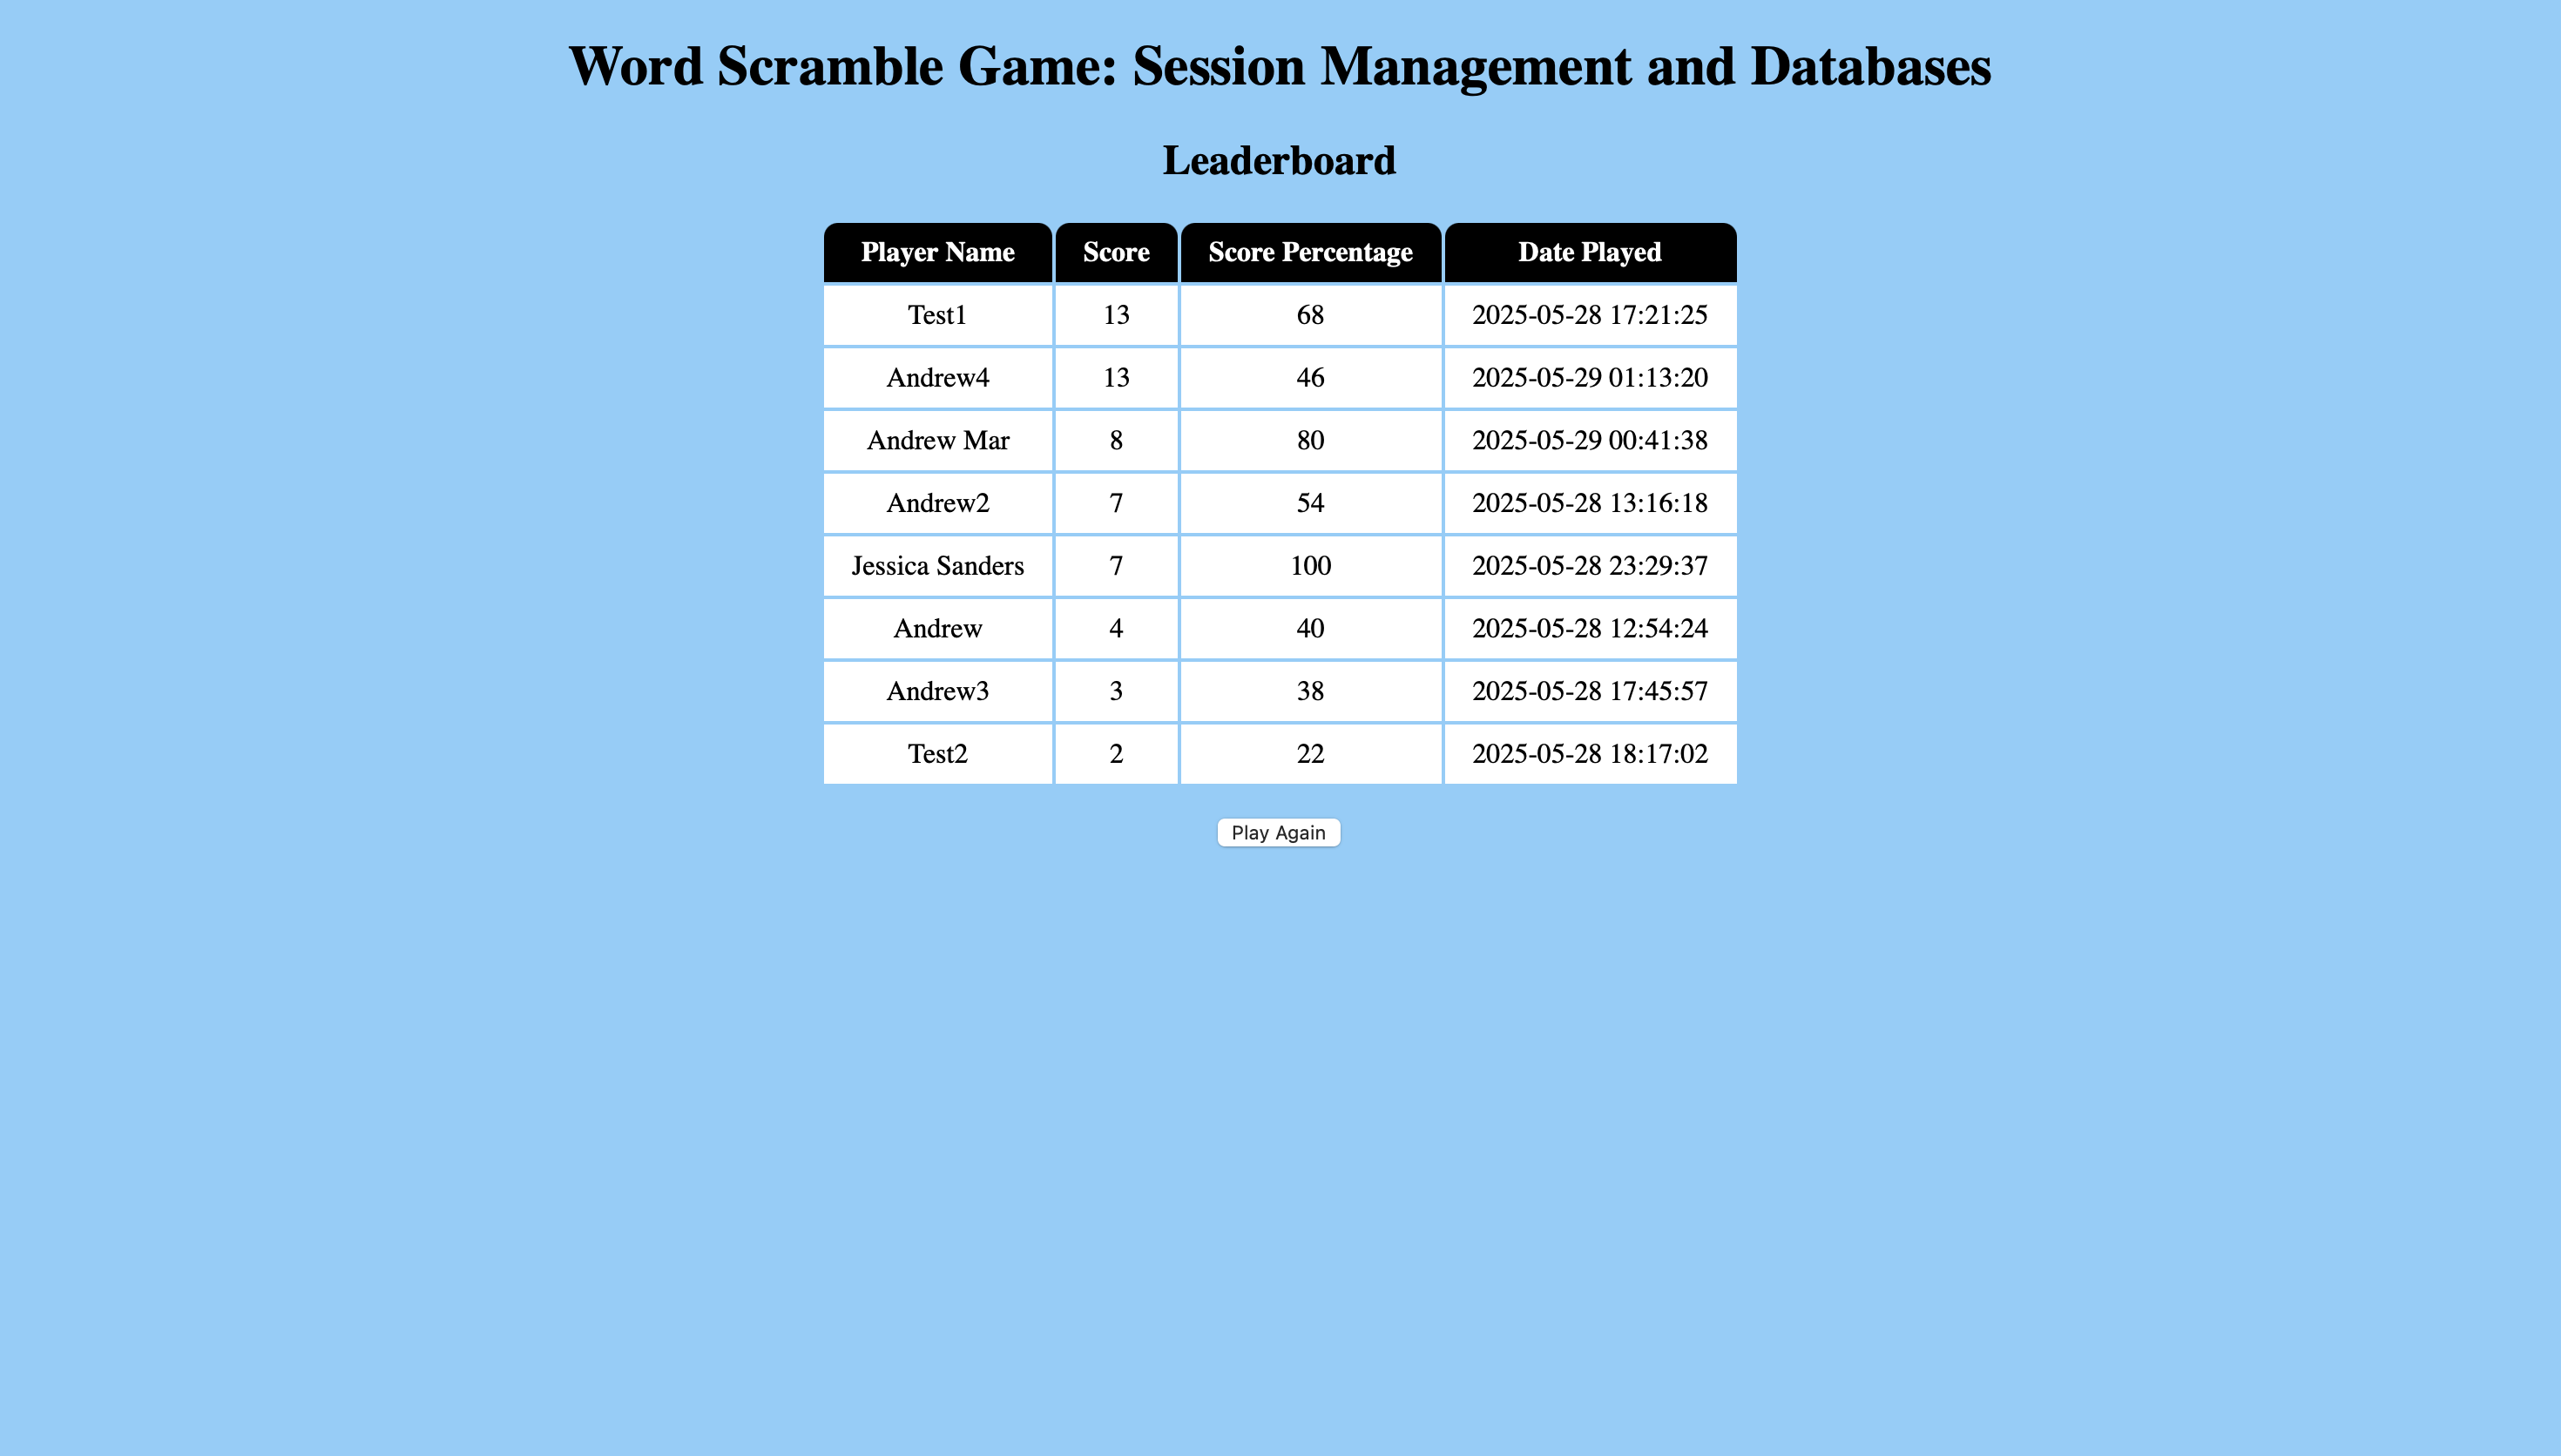 Word Scramble Game: Session Management and Databases
Leaderboard
Player Name Score Score Percentage Date Played
Test1 13 68 2025-05-28 17:21:25
Andrew4 13 46 2025-05-29 01:13:20
Andrew Mar 8 80 2025-05-29 00:41:38
Andrew2 7 54 2025-05-28 13:16:18
Jessica Sanders 7 100 2025-05-28 23:29:37
Andrew 4 40 2025-05-28 12:54:24
Andrew3 3 38 2025-05-28 17:45:57
Test2 2 22 2025-05-28 18:17:02
Play Again